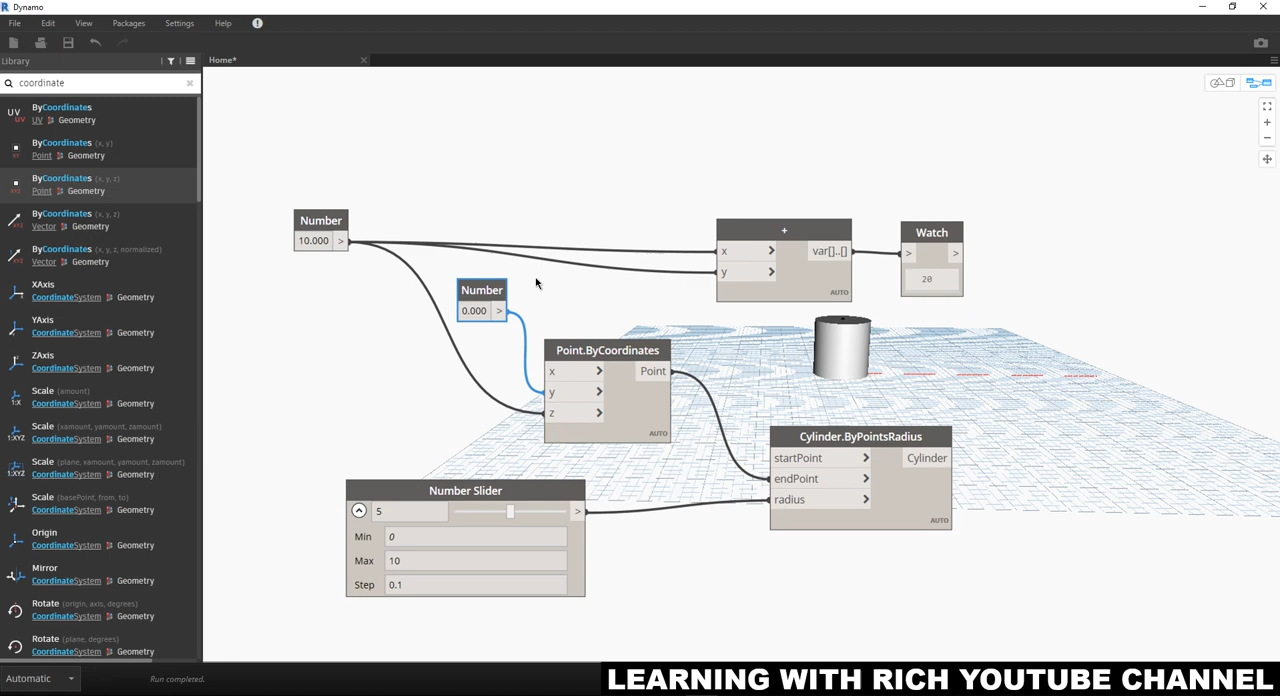 Dynamo
File Edit View Packages Settings Help
Library
Home*
coordinate
ByCoordinates
UV Geometry
ByCoordinates (x, y)
Point Geometry
ByCoordinates (x, y, z)
Point Geometry
ByCoordinates (x, y, z)
Vector Geometry
ByCoordinates (x, y, z, normalized)
Vector Geometry
XAxis
CoordinateSystem Geometry
YAxis
CoordinateSystem Geometry
ZAxis
CoordinateSystem Geometry
Scale (amount)
CoordinateSystem Geometry
Scale (xamount, yamount, zamount)
CoordinateSystem Geometry
Scale (plane, xamount, yamount, zamount)
CoordinateSystem Geometry
Scale (basePoint, from, to)
CoordinateSystem Geometry
Origin
CoordinateSystem Geometry
Mirror
CoordinateSystem Geometry
Rotate (origin, axis, degrees)
CoordinateSystem Geometry
Rotate (plane, degrees)
CoordinateSystem Geometry
Number
10.000 >
Number
0.000 >
+
x >
var[]..[]
y >
AUTO
Watch
> >
20
Point.ByCoordinates
x > Point
y >
z >
AUTO
Number Slider
5 >
Min 0
Max 10
Step 0.1
Cylinder.ByPointsRadius
startPoint > Cylinder
endPoint >
radius >
AUTO
Automatic
Run completed.
LEARNING WITH RICH YOUTUBE CHANNEL